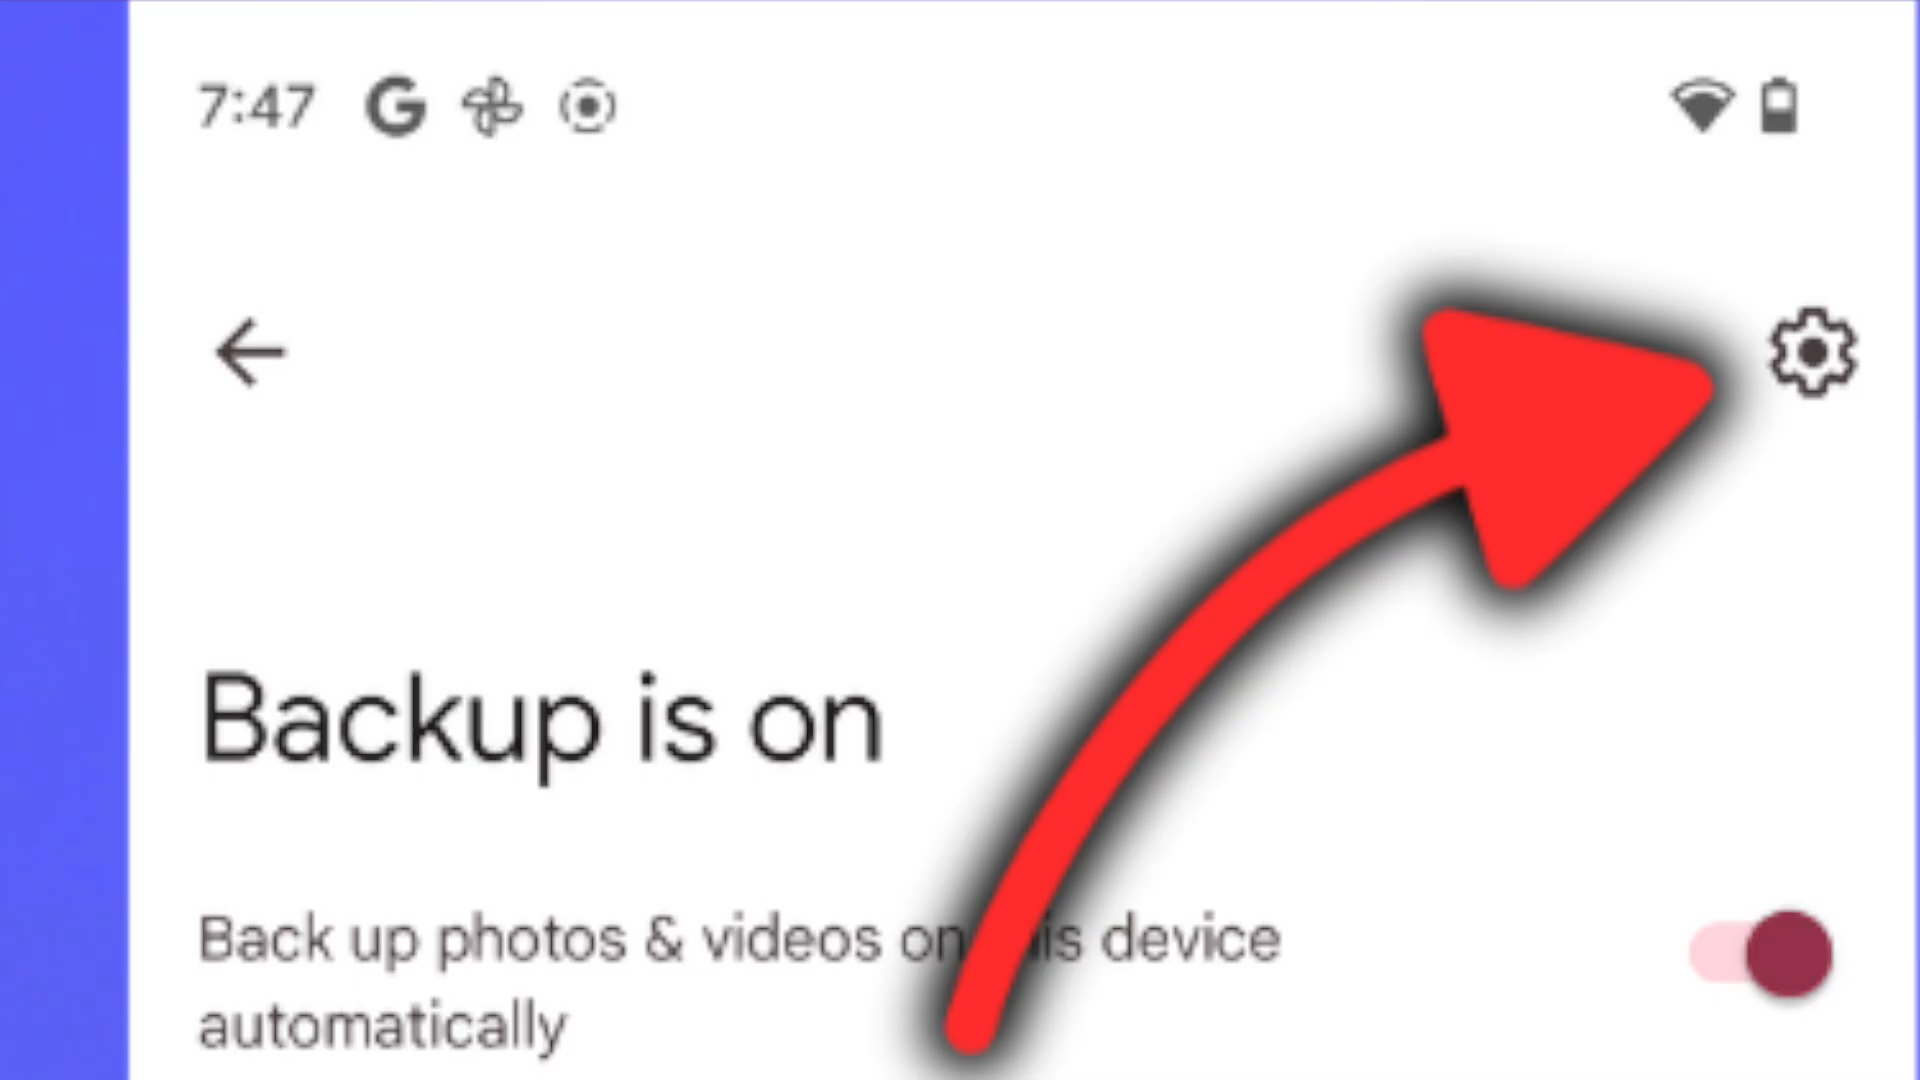 7:47 G
Backup is on
Back up photos & videos on is device
automatically